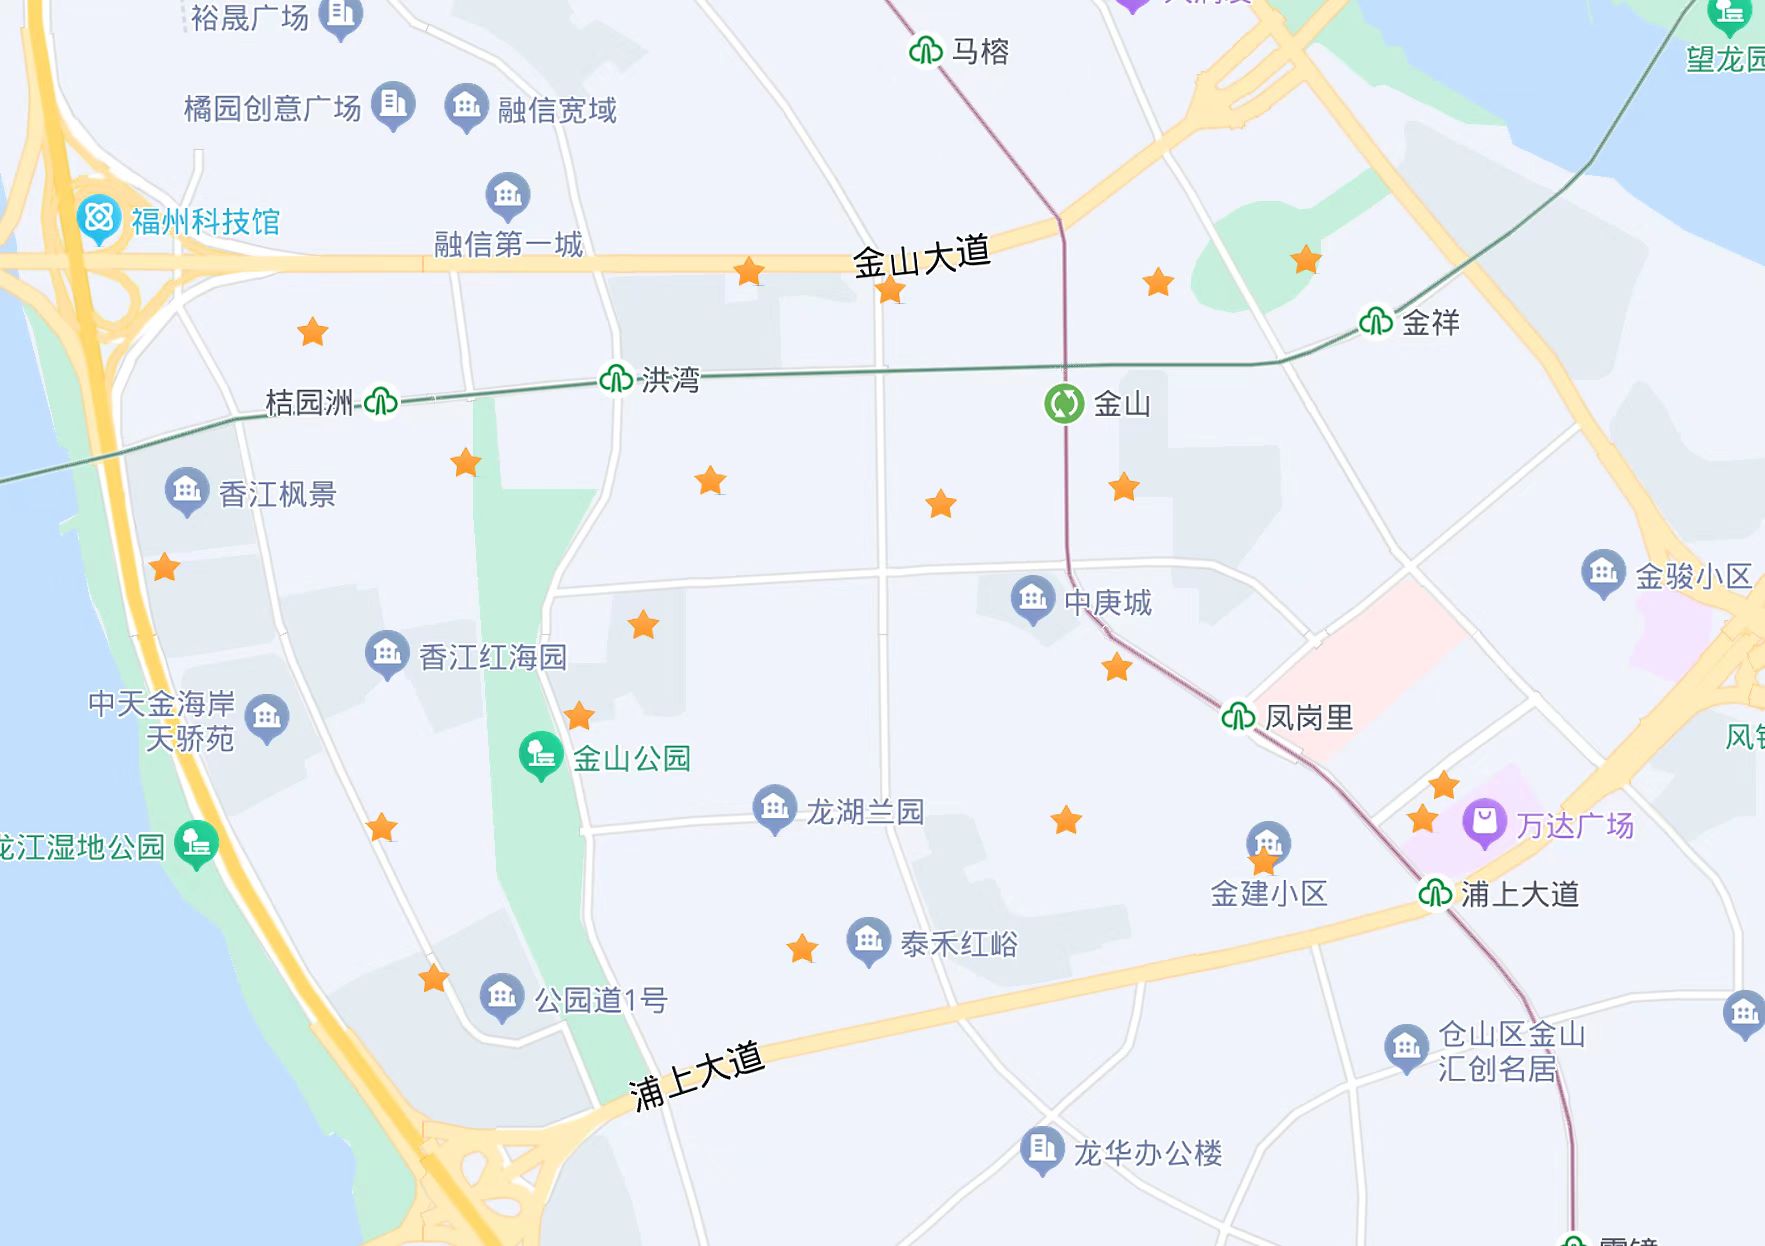 裕晟广场
马榕
望龙园
橘园创意广场
融信宽域
福州科技馆
融信第一城
金山大道
金祥
洪湾
桔园洲
金山
香江枫景
金骏小区
中庚城
香江红海园
中天金海岸
天骄苑
凤岗里
金山公园
龙湖兰园
万达广场
龙江湿地公园
金建小区
浦上大道
泰禾红峪
公园道1号
仓山区金山
汇创名居
浦上大道
龙华办公楼